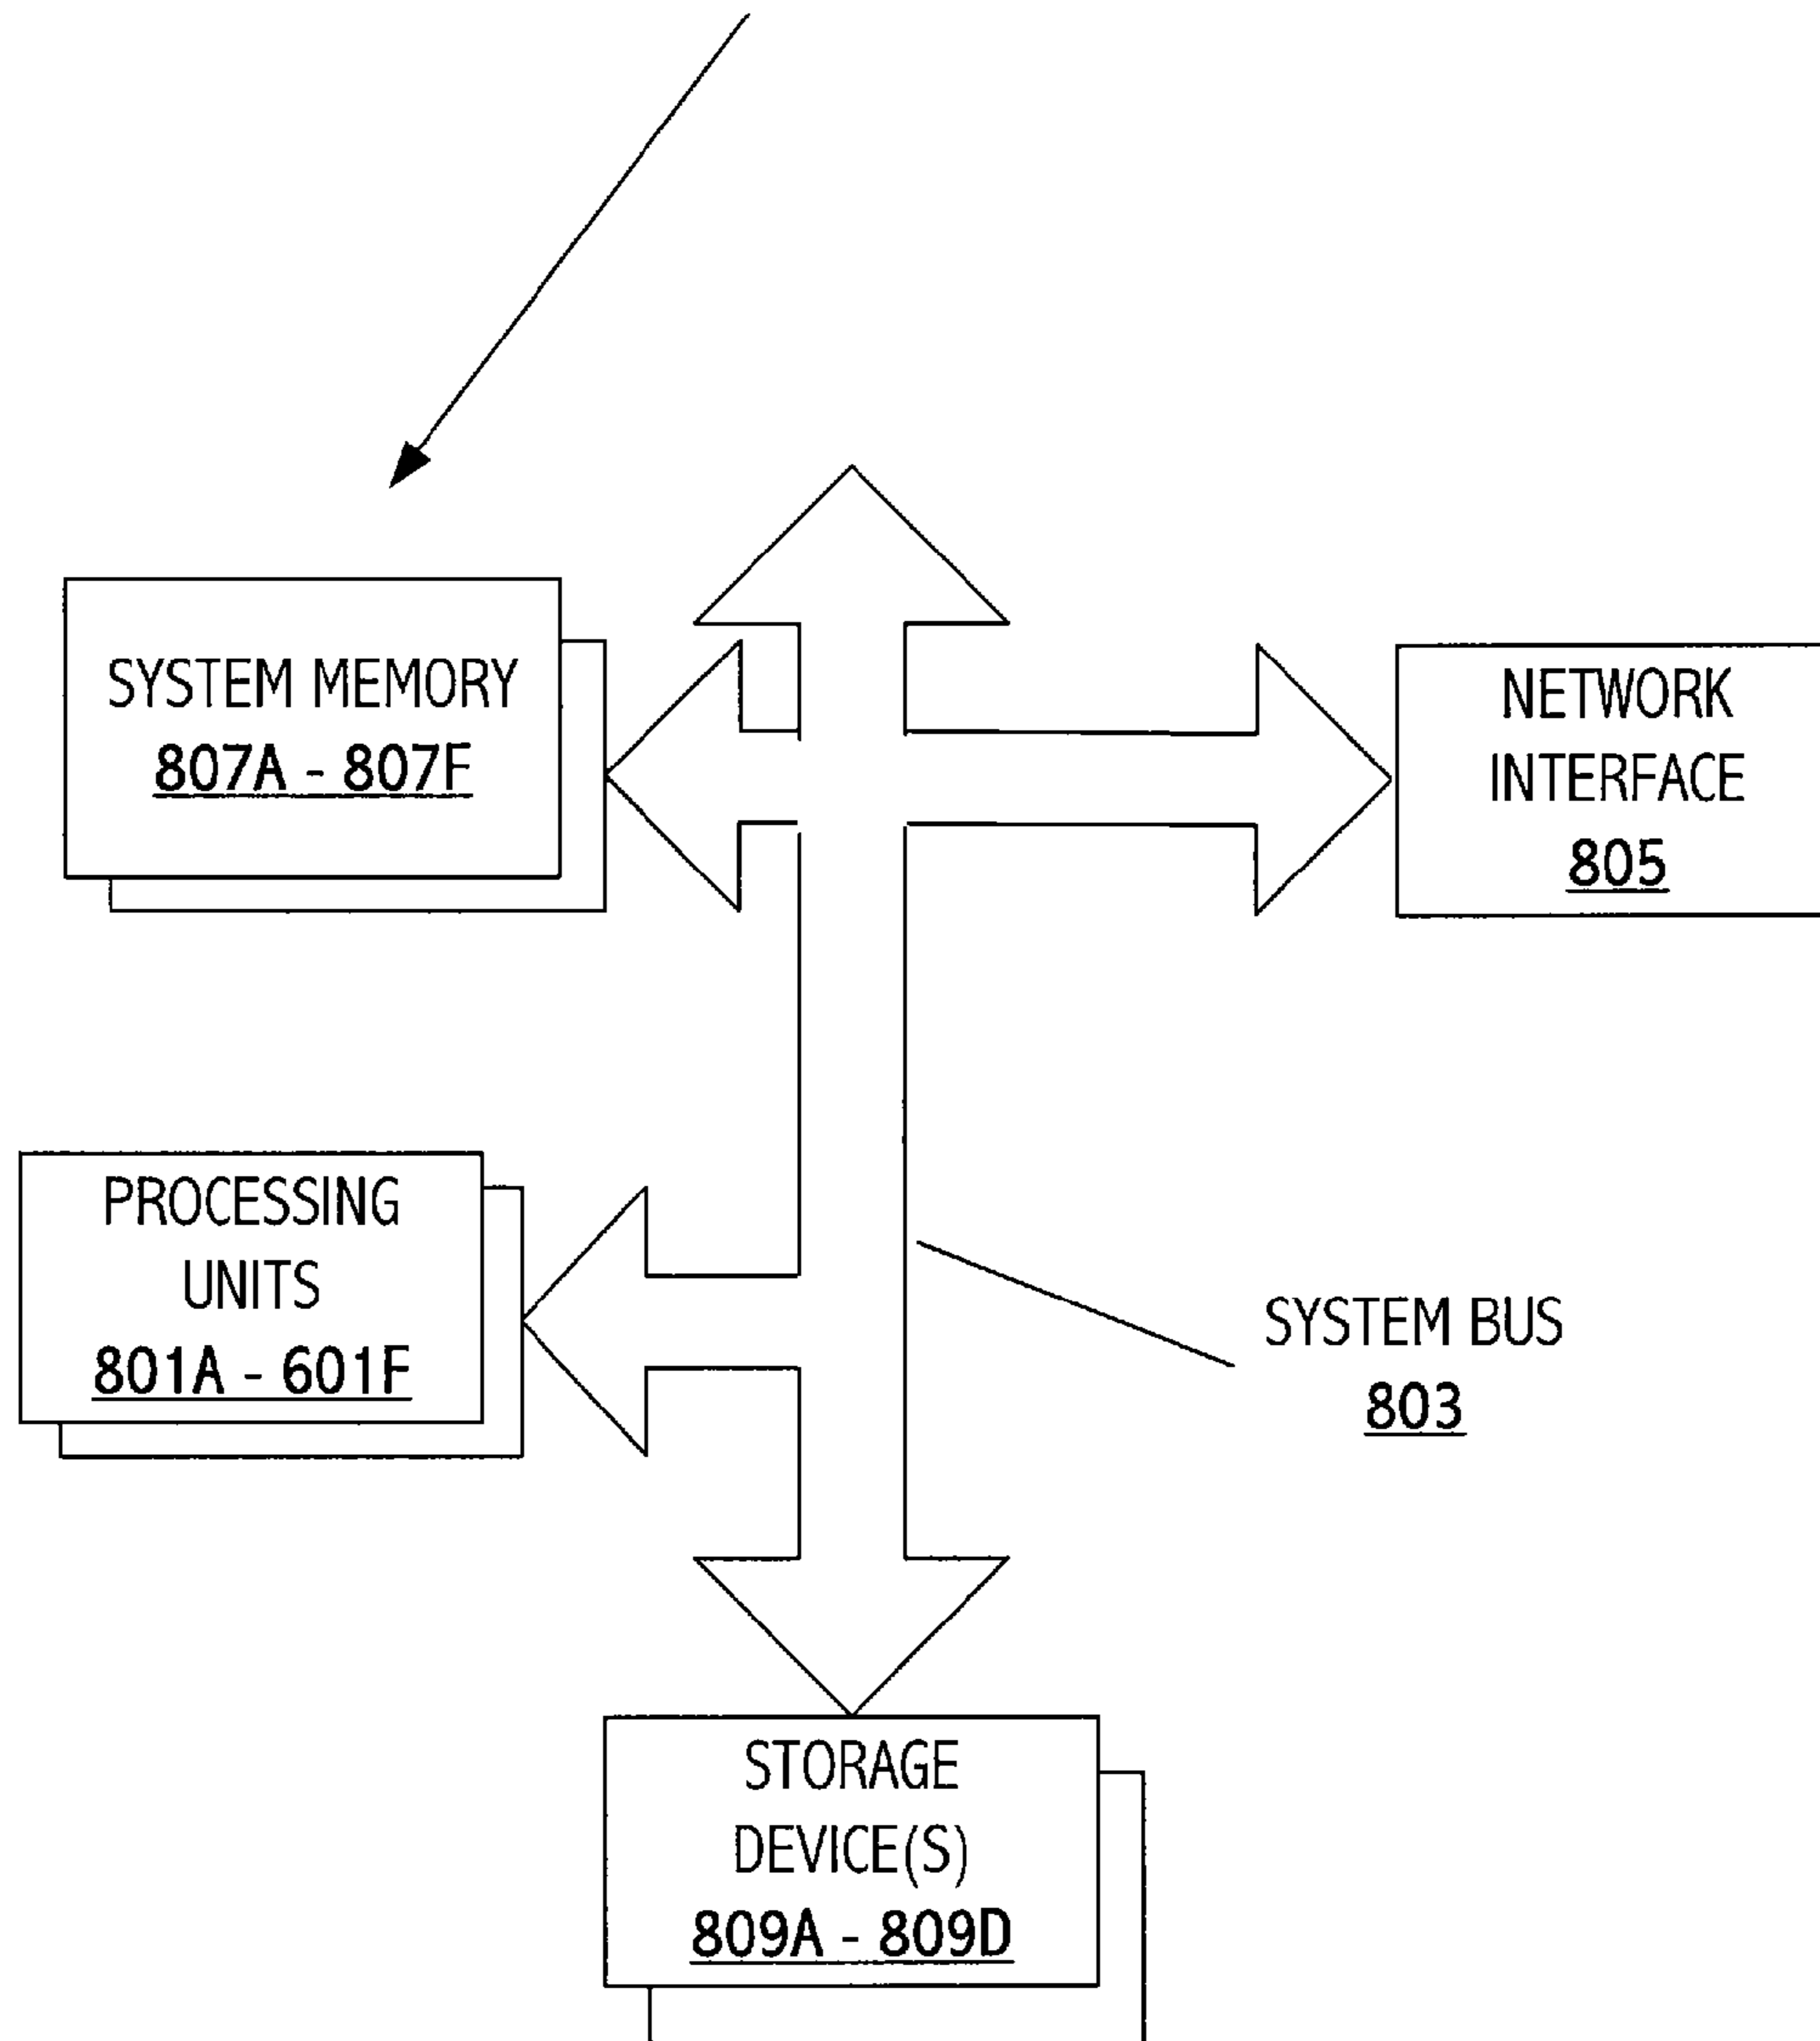 SYSTEM MEMORY
807A - 807F
NETWORK
INTERFACE
805
PROCESSING
UNITS
801A - 601F
SYSTEM BUS
803
STORAGE
DEVICE(S)
809A - 809D